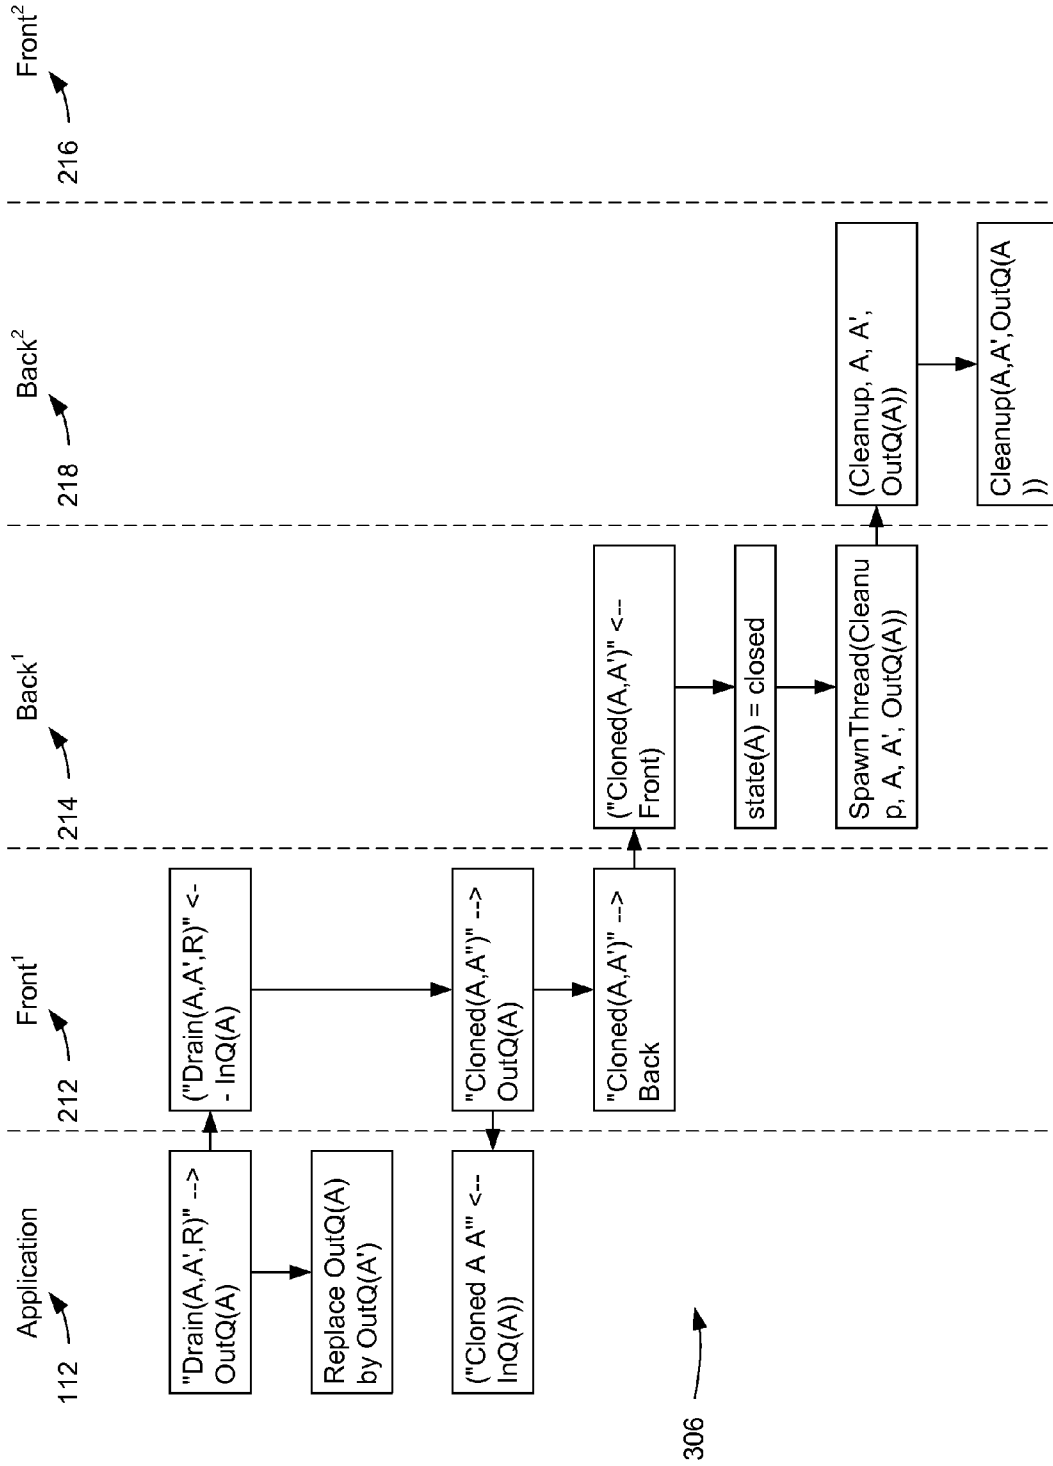 Application
112
Front¹
212
Back¹
214
Back²
218
Front²
216
"Drain(A,A',R)" -->
OutQ(A)
("Drain(A,A',R)" <-
- InQ(A)
Replace OutQ(A)
by OutQ(A')
("Cloned A A'" <--
InQ(A))
"Cloned(A,A")" -->
OutQ(A)
"Cloned(A,A')" -->
Back
("Cloned(A,A')" <--
Front)
state(A) = closed
SpawnThread(Cleanu
p, A, A', OutQ(A))
(Cleanup, A, A',
OutQ(A))
Cleanup(A,A',OutQ(A
))
306